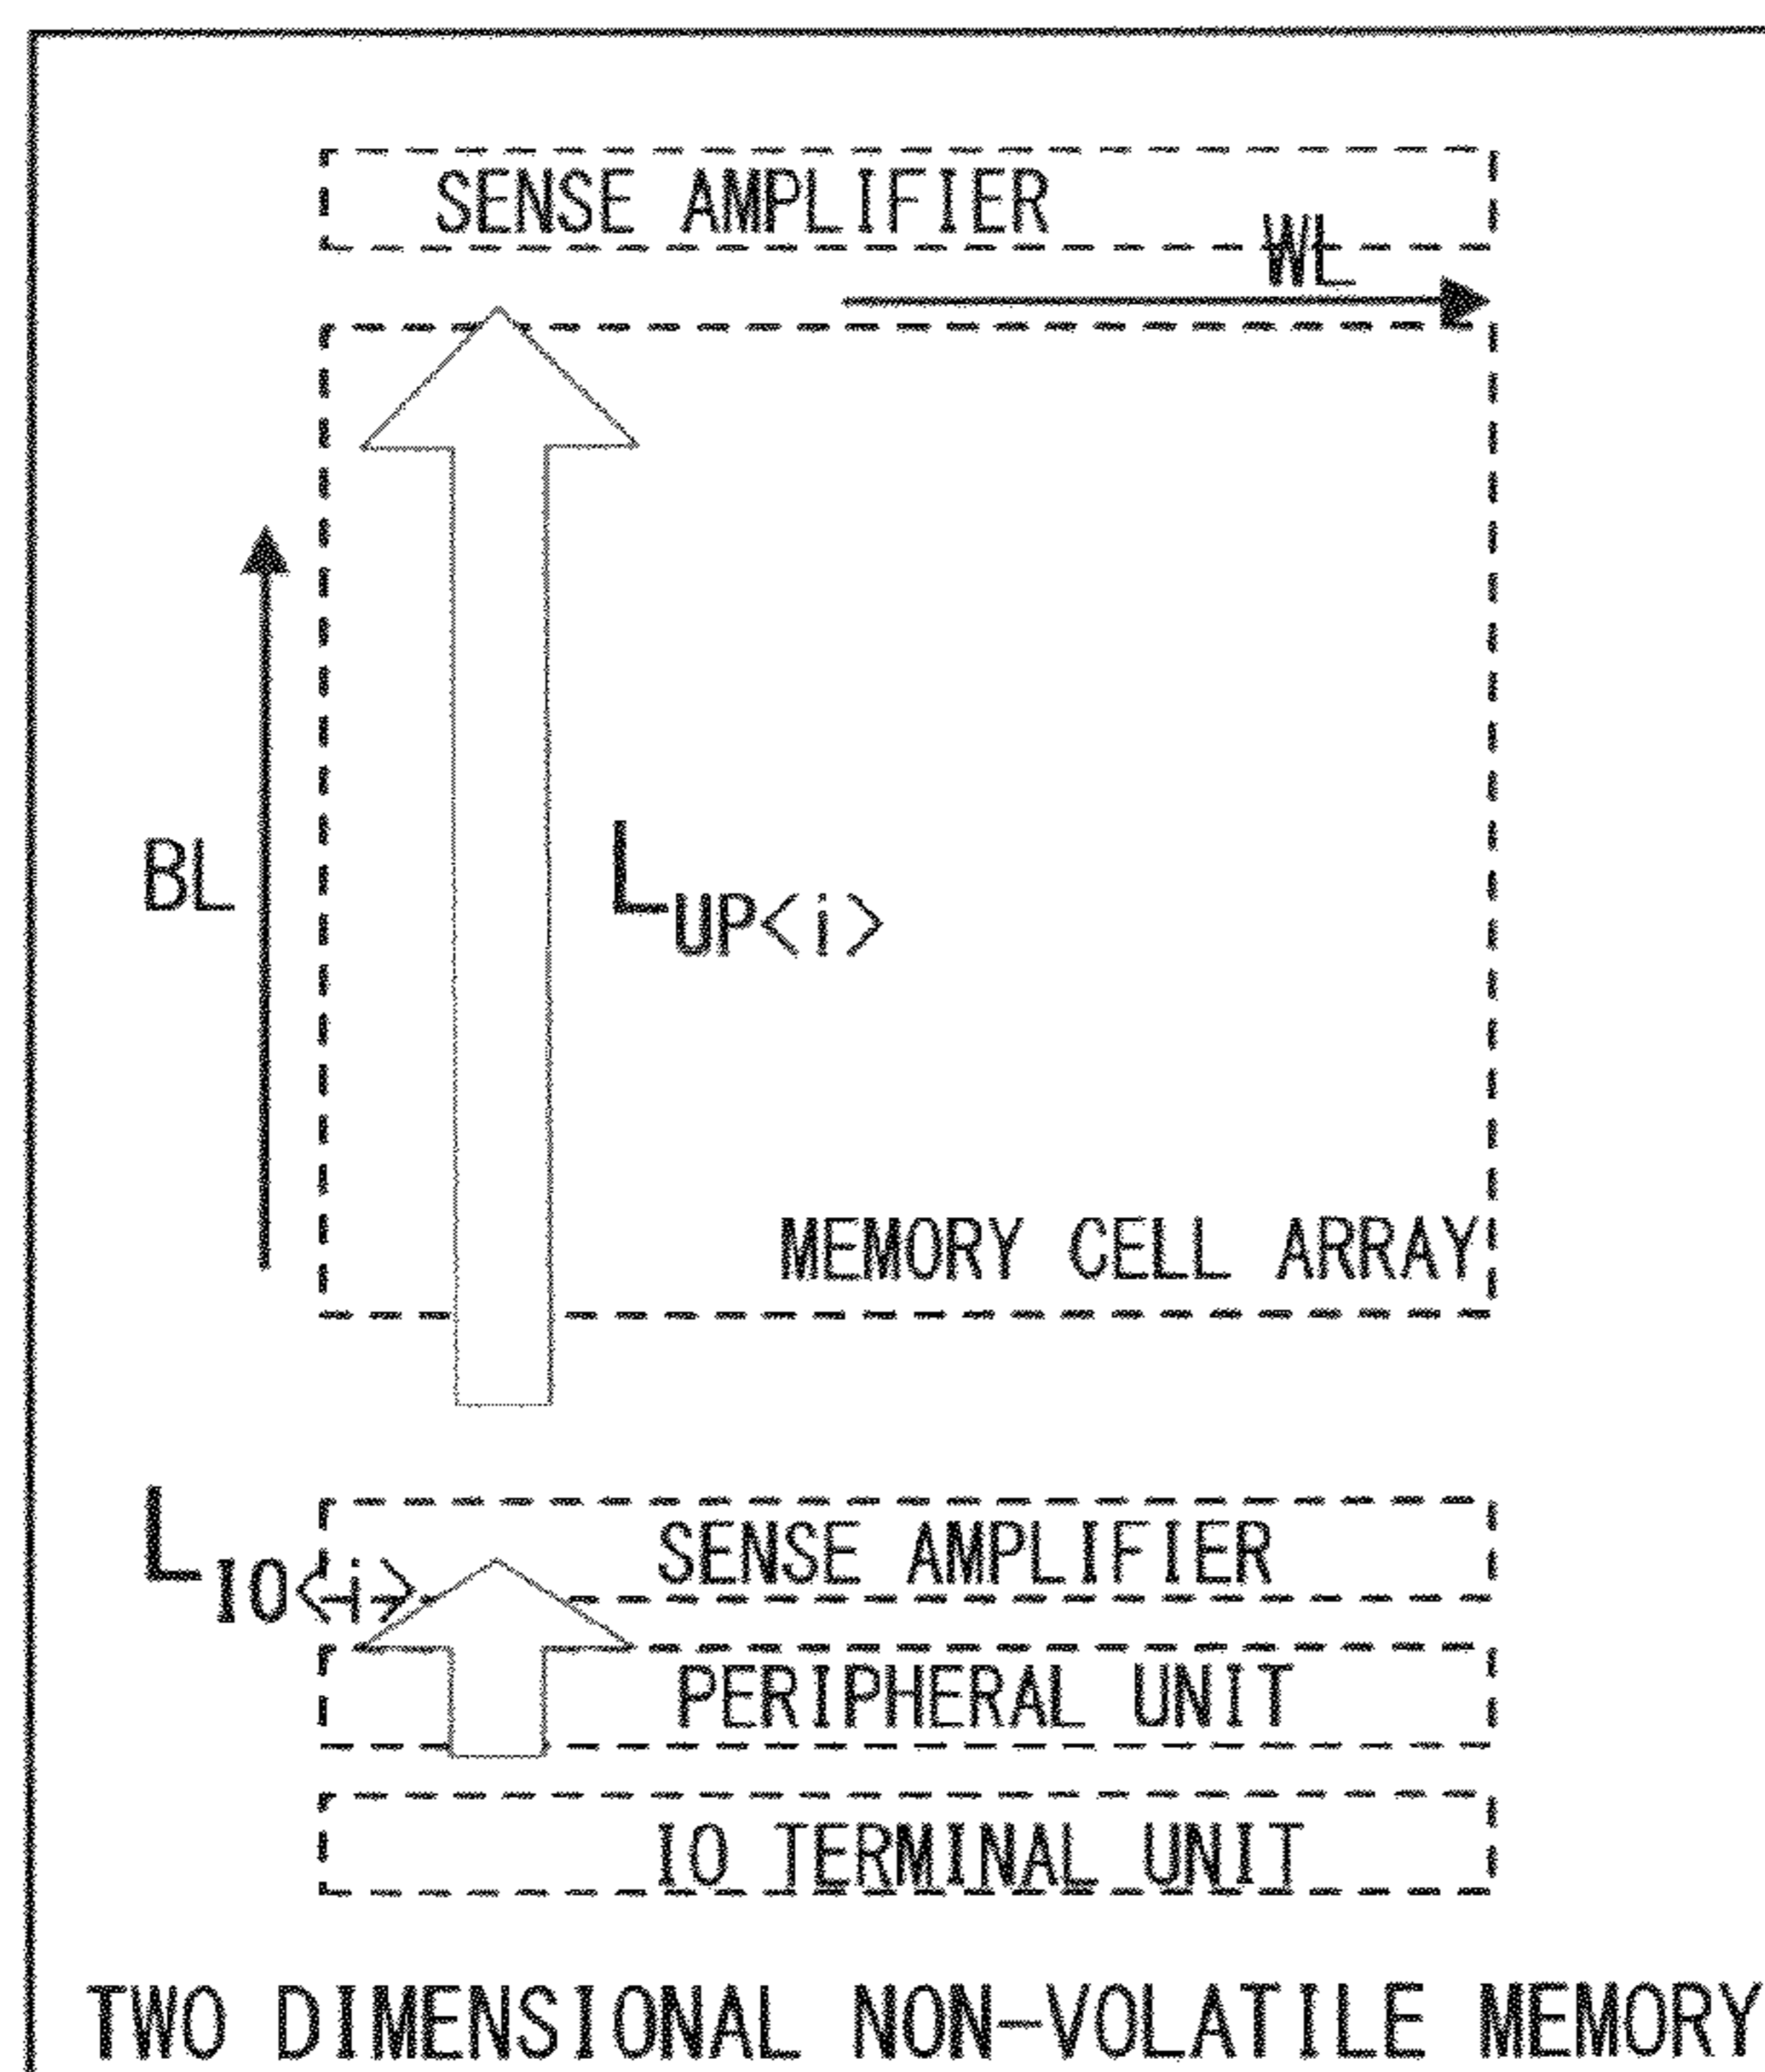 SENSE AMPLIFIER
WL
BL
LUP<i>
MEMORY CELL ARRAY
LIO<i>
SENSE AMPLIFIER
PERIPHERAL UNIT
IO TERMINAL UNIT
TWO DIMENSIONAL NON-VOLATILE MEMORY